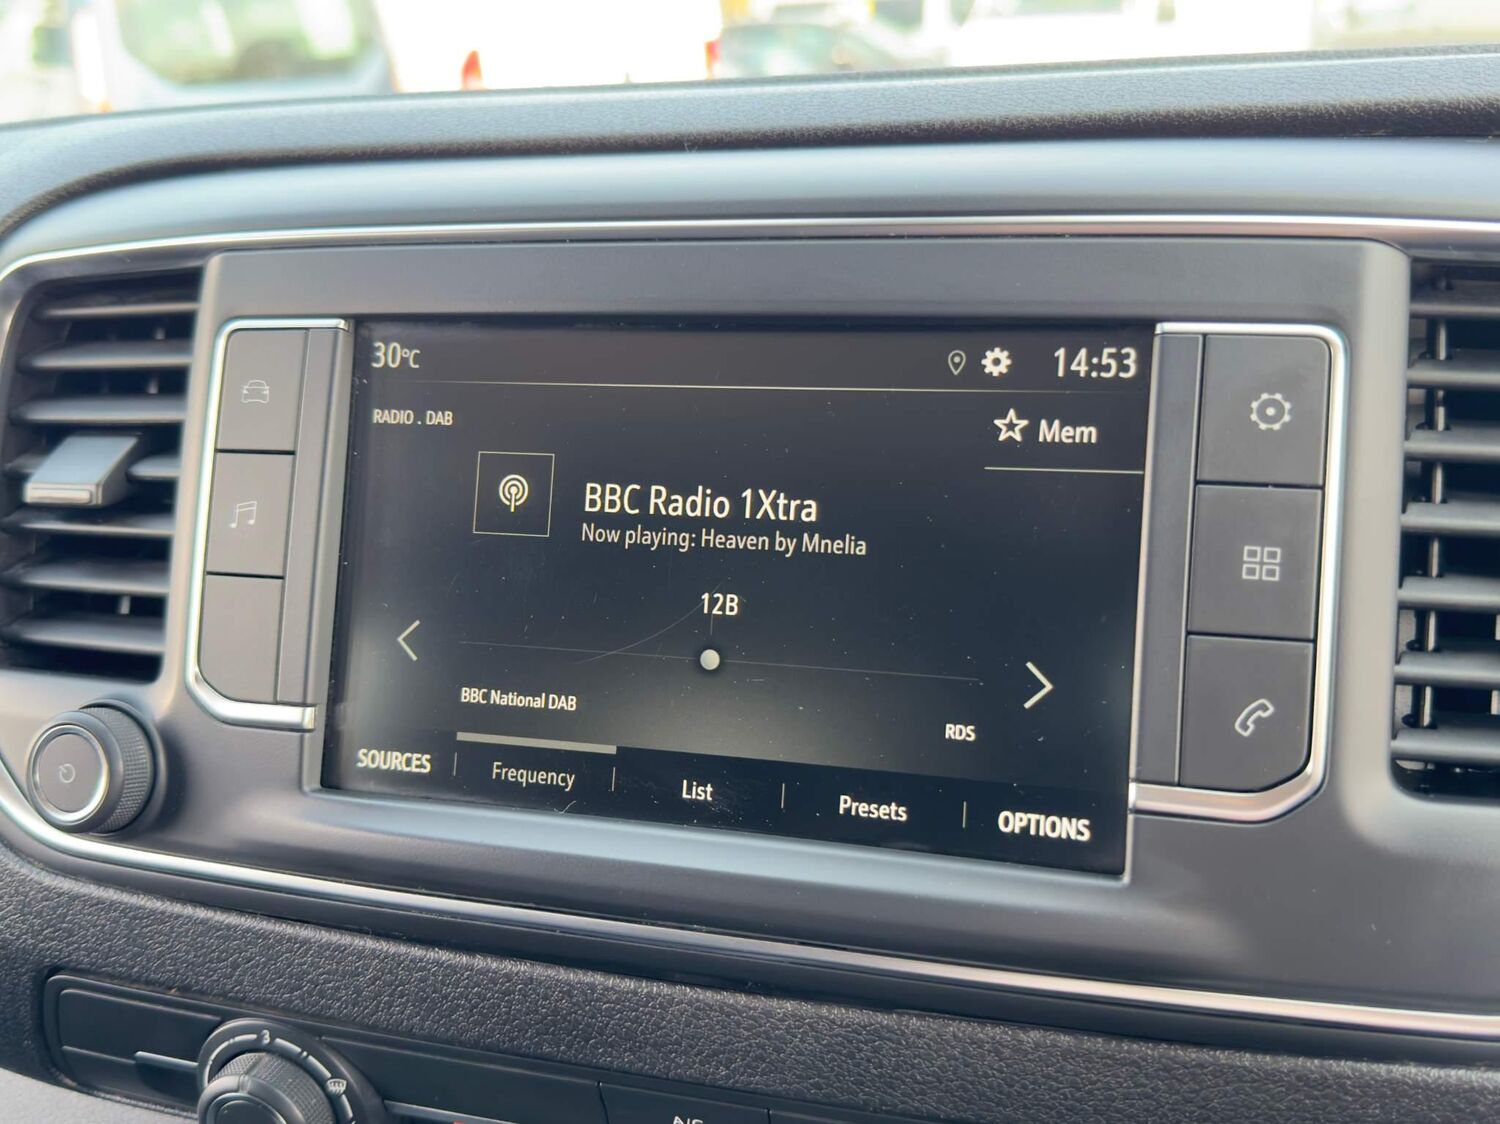 30°C
14:53
RADIO . DAB
Mem
BBC Radio 1Xtra
Now playing: Heaven by Mnelia
12B
BBC National DAB
RDS
SOURCES
Frequency
List
Presets
OPTIONS
3